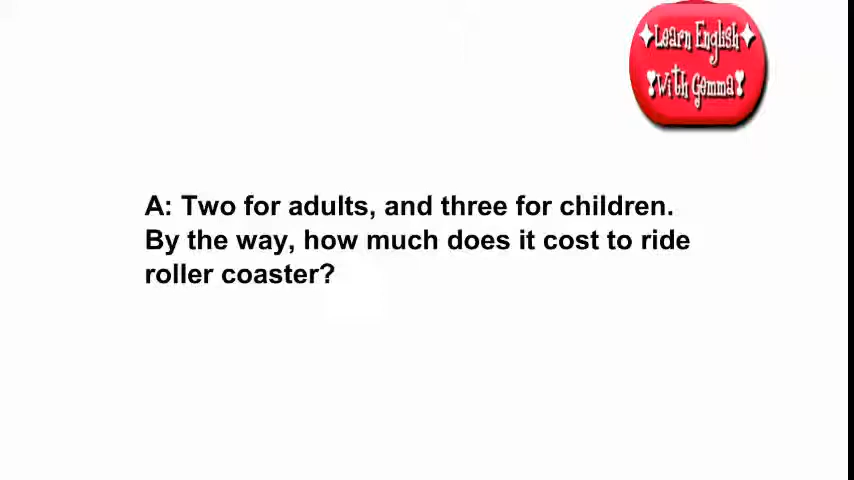 Learn English
With Gemma
A: Two for adults, and three for children.
By the way, how much does it cost to ride
roller coaster?